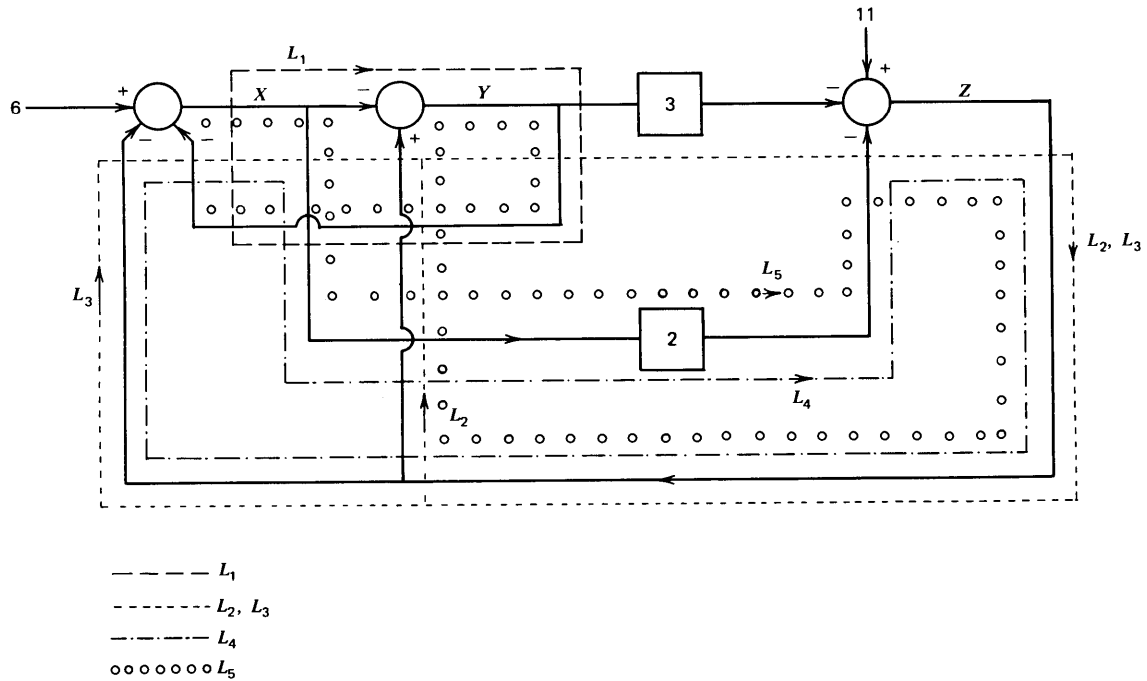 11
L₁
+ − +
6 X Y 3 − Z
− − + −
L₂, L₃
L₃
L₅
2
L₄
L₂
L₁
L₂, L₃
L₄
L₅